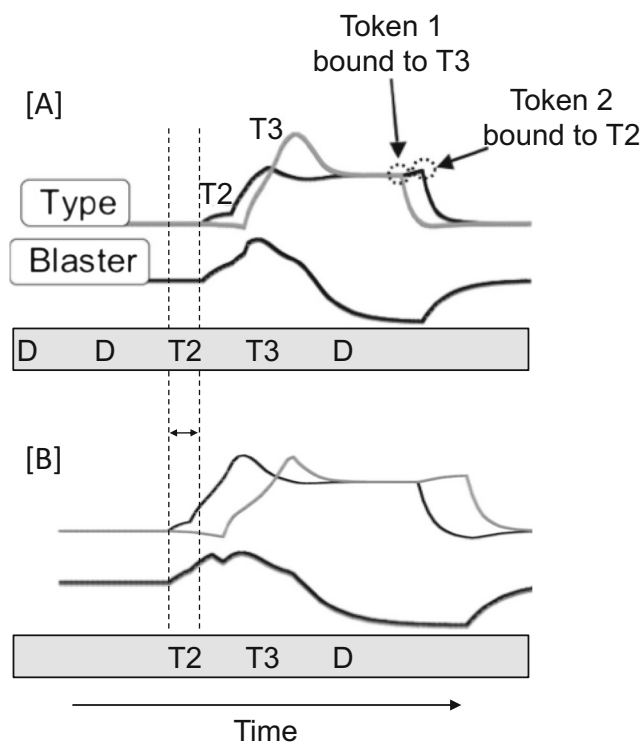 Token 1
bound to T3
[A]
Token 2
bound to T2
T3
T2
Type
Blaster
D D T2 T3 D
[B]
T2 T3 D
Time